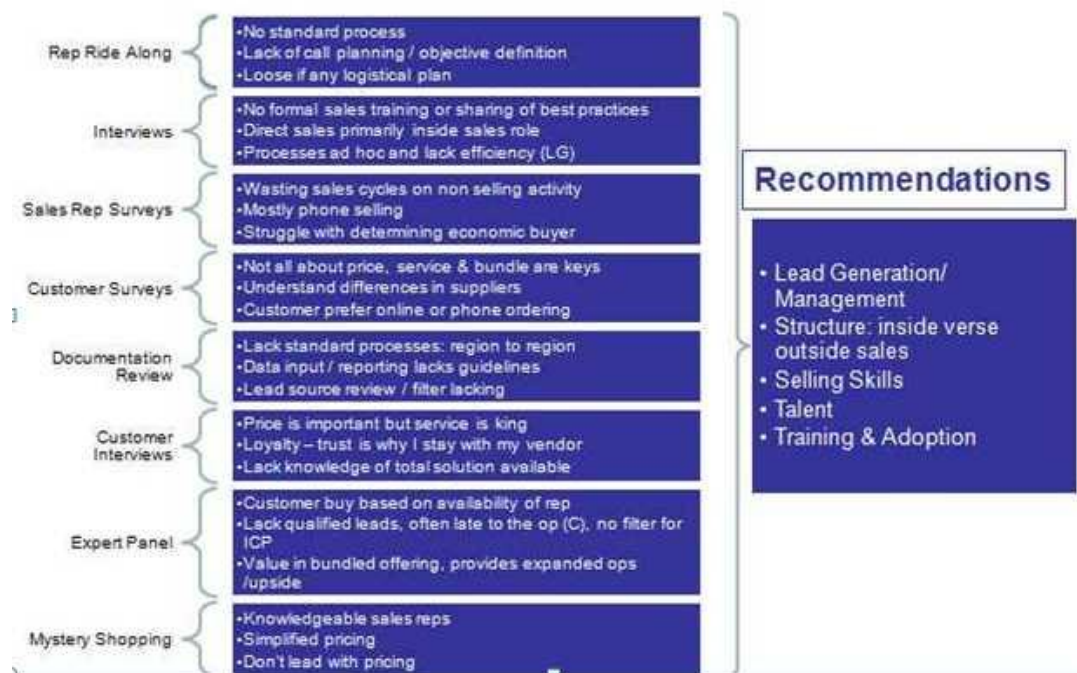 Rep Ride Along
•No standard process
•Lack of call planning / objective definition
•Loose if any logistical plan
Interviews
•No formal sales training or sharing of best practices
•Direct sales primarily inside sales role
•Processes ad hoc and lack efficiency (LG)
Sales Rep Surveys
•Wasting sales cycles on non selling activity
•Mostly phone selling
•Struggle with determining economic buyer
Customer Surveys
•Not all about price, service & bundle are keys
•Understand differences in suppliers
•Customer prefer online or phone ordering
Documentation
Review
•Lack standard processes: region to region
•Data input / reporting lacks guidelines
•Lead source review / filter lacking
Customer
Interviews
•Price is important but service is king
•Loyalty – trust is why I stay with my vendor
•Lack knowledge of total solution available
Expert Panel
•Customer buy based on availability of rep
•Lack qualified leads, often late to the op (C), no filter for
ICP
•Value in bundled offering, provides expanded ops
/upside
Mystery Shopping
•Knowledgeable sales reps
•Simplified pricing
•Don't lead with pricing
Recommendations
• Lead Generation/
Management
• Structure: inside verse
outside sales
• Selling Skills
• Talent
• Training & Adoption